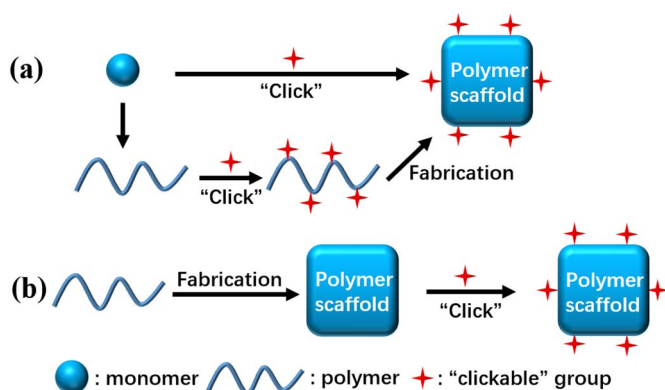 (a)
“Click”
Polymer
scaffold
“Click”
Fabrication
(b)
Fabrication
Polymer
scaffold
“Click”
Polymer
scaffold
: monomer
: polymer
: “clickable” group